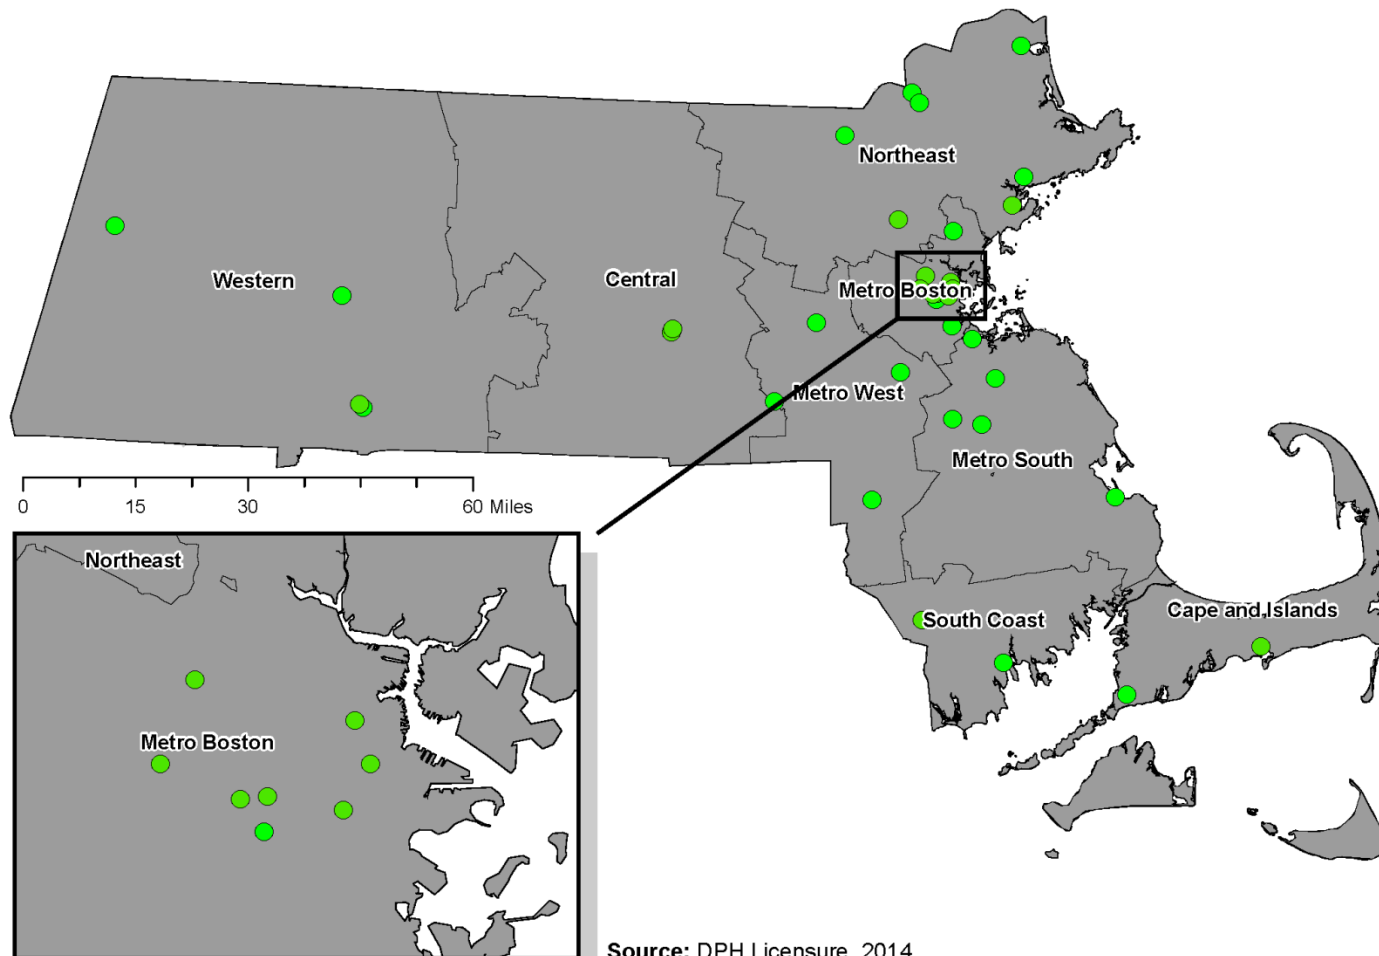 Northeast
Western
Central
Metro Boston
Metro West
Metro South
0 15 30 60 Miles
Northeast
South Coast
Cape and Islands
Metro Boston
Source: DPH Licensure, 2014